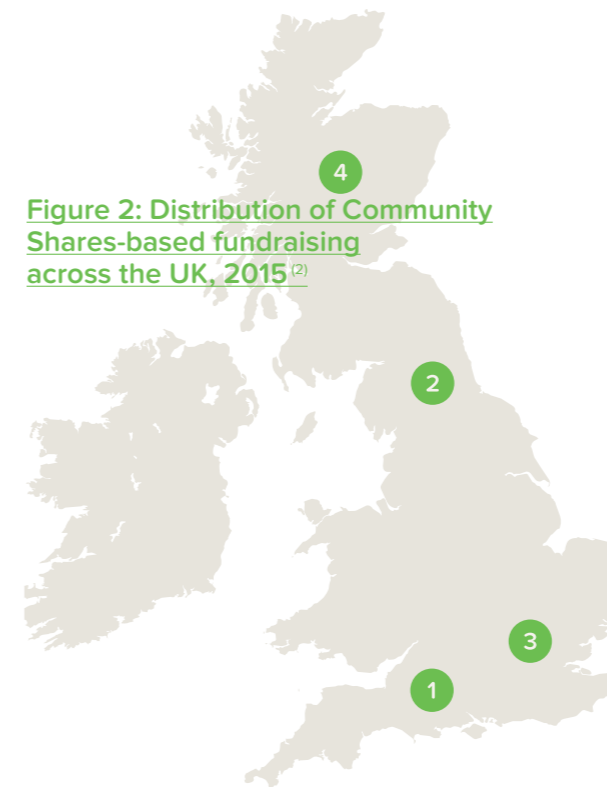 4
Figure 2: Distribution of Community
Shares-based fundraising
across the UK, 2015 (2)
2
3
1